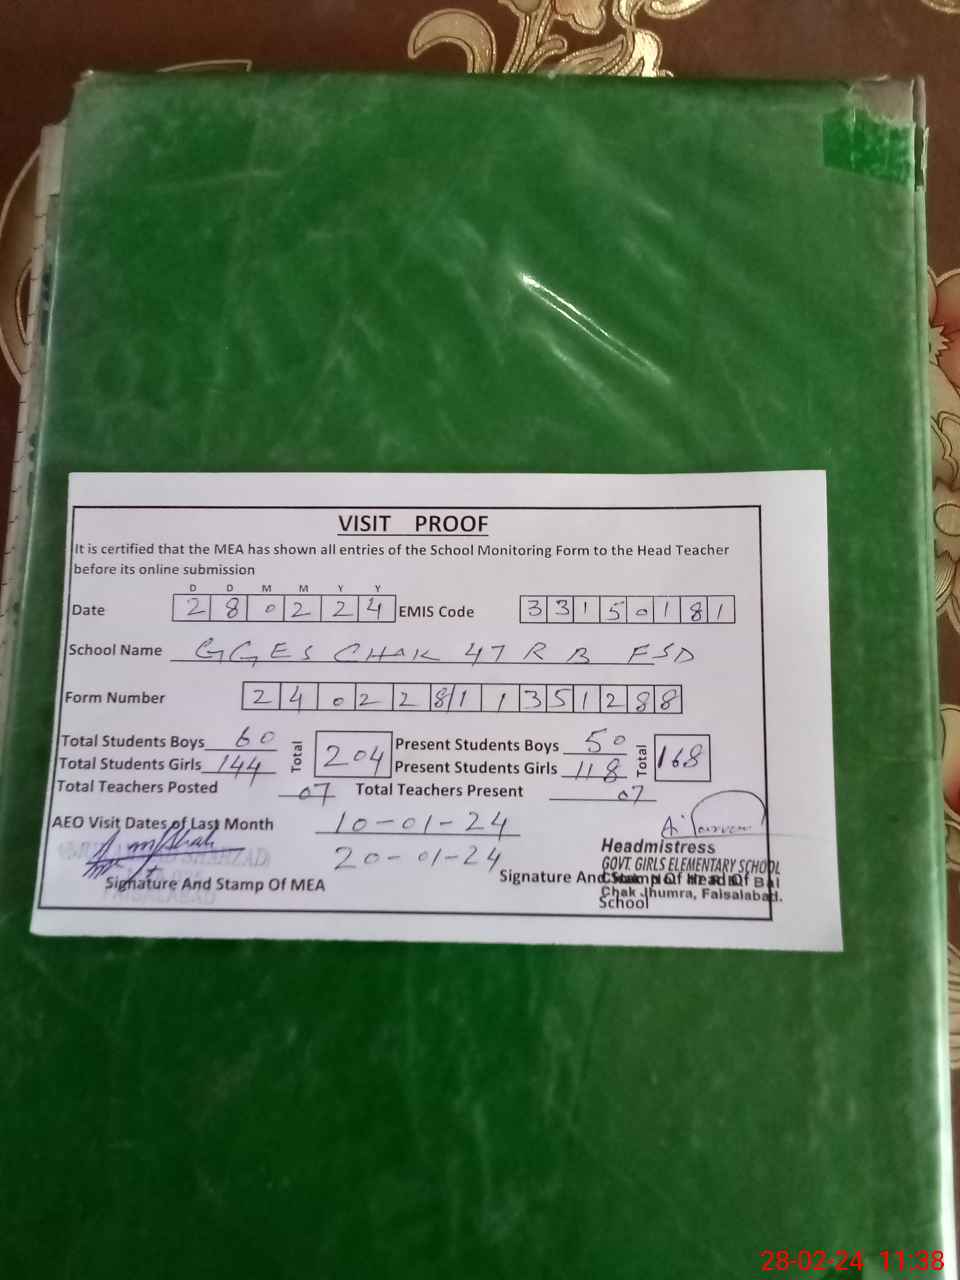 VISIT PROOF
It is certified that the MEA has shown all entries of the School Monitoring Form to the Head Teacher
before its online submission
D D M M Y Y
Date 2 8 0 2 2 4 EMIS Code 3 3 1 5 0 1 8 1
School Name GGES CHAK 47 R B FSD
Form Number 2 4 0 2 2 8 1 1 3 5 1 2 8 8
Total Students Boys 60 Total 204 Present Students Boys 50 Total 168
Total Students Girls 144 Present Students Girls 118
Total Teachers Posted 07 Total Teachers Present 07
AEO Visit Dates of Last Month 10-01-24
20-01-24
Signature And Stamp Of MEA
Signature And Stamp Of Head Of
School
Headmistress
GOVT. GIRLS ELEMENTARY SCHOOL
Chak Jhumra, Faisalabad.
28-02-24 11:38